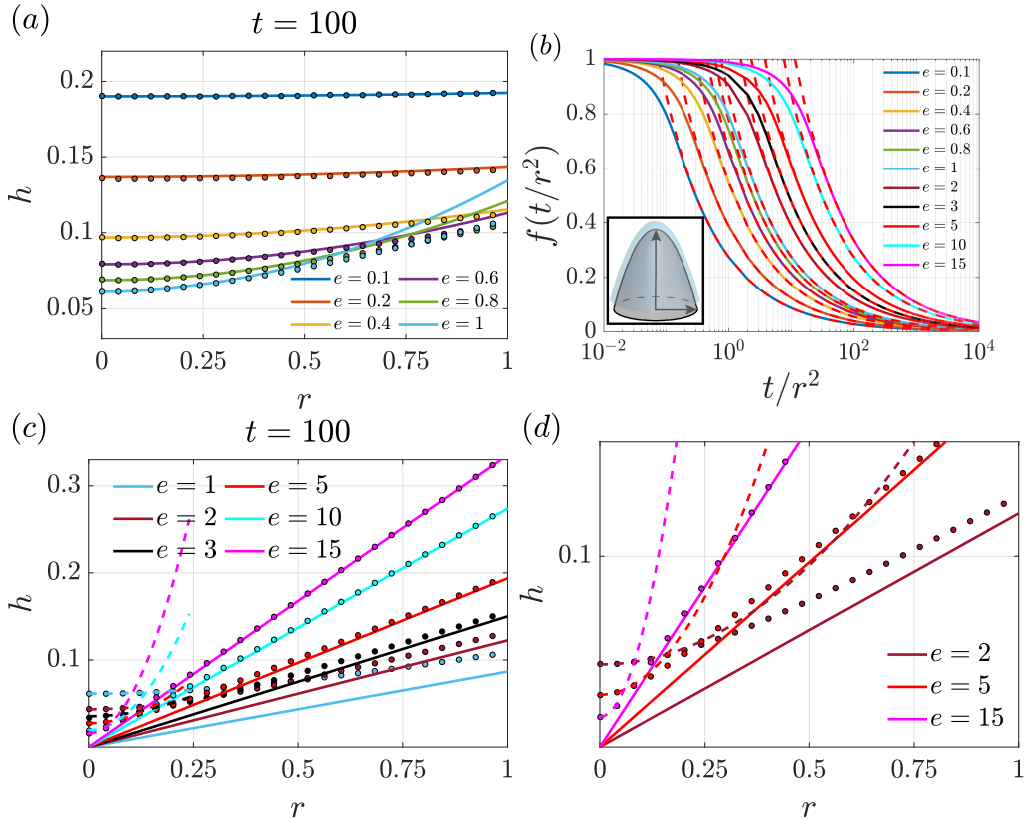 (a)
t = 100
0.2
0.15
0.1
0.05
h
e = 0.1
e = 0.2
e = 0.4
e = 0.6
e = 0.8
e = 1
0
0.25
0.5
0.75
1
r
(b)
1
0.8
0.6
0.4
0.2
0
f(t/r²)
e = 0.1
e = 0.2
e = 0.4
e = 0.6
e = 0.8
e = 1
e = 2
e = 3
e = 5
e = 10
e = 15
10⁻²
10⁰
10²
10⁴
t/r²
(c)
t = 100
0.3
0.2
0.1
h
e = 1
e = 2
e = 3
e = 5
e = 10
e = 15
0
0.25
0.5
0.75
1
r
(d)
0.1
h
e = 2
e = 5
e = 15
0
0.25
0.5
0.75
1
r